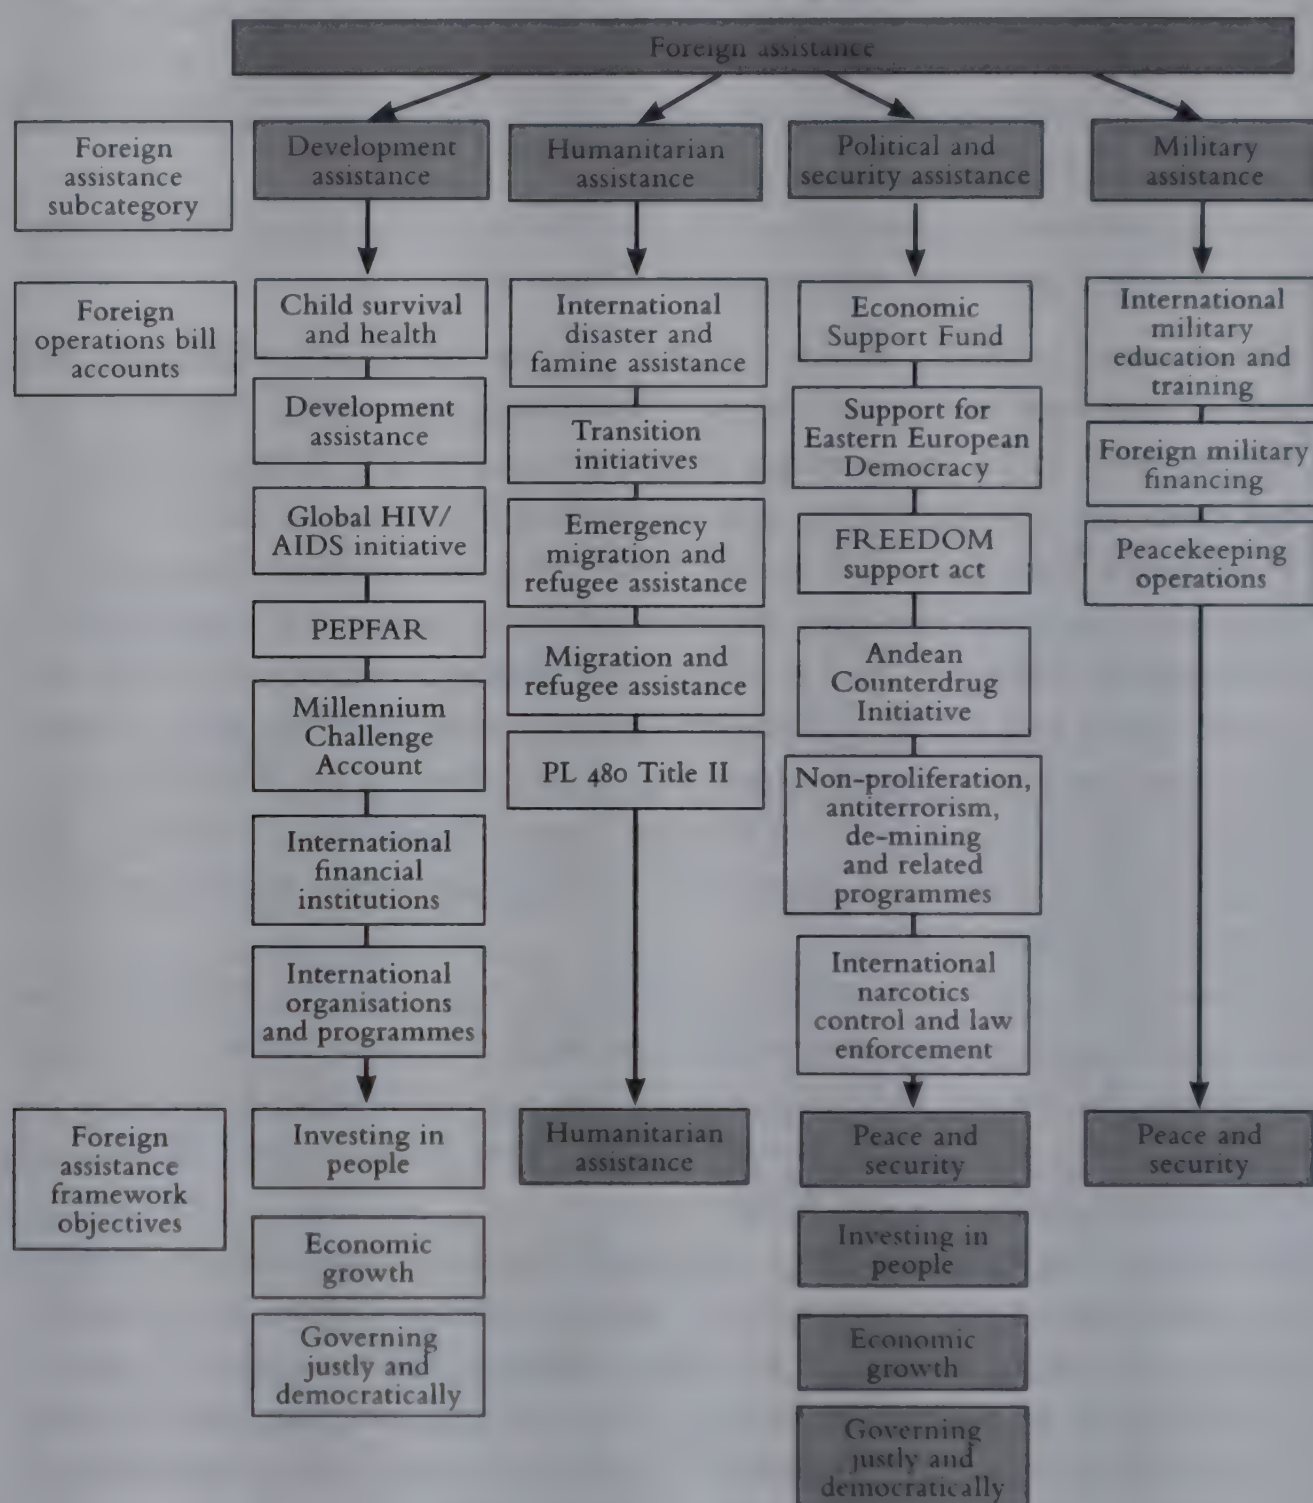 Foreign assistance
Foreign
assistance
subcategory
Development
assistance
Humanitarian
assistance
Political and
security assistance
Military
assistance
Foreign
operations bill
accounts
Child survival
and health
Development
assistance
Global HIV/
AIDS initiative
PEPFAR
Millennium
Challenge
Account
International
financial
institutions
International
organisations
and programmes
International
disaster and
famine assistance
Transition
initiatives
Emergency
migration and
refugee assistance
Migration and
refugee assistance
PL 480 Title II
Economic
Support Fund
Support for
Eastern European
Democracy
FREEDOM
support act
Andean
Counterdrug
Initiative
Non-proliferation,
antiterrorism,
de-mining
and related
programmes
International
narcotics
control and law
enforcement
International
military
education and
training
Foreign military
financing
Peacekeeping
operations
Foreign
assistance
framework
objectives
Investing in
people
Economic
growth
Governing
justly and
democratically
Humanitarian
assistance
Peace and
security
Investing in
people
Economic
growth
Governing
justly and
democratically
Peace and
security